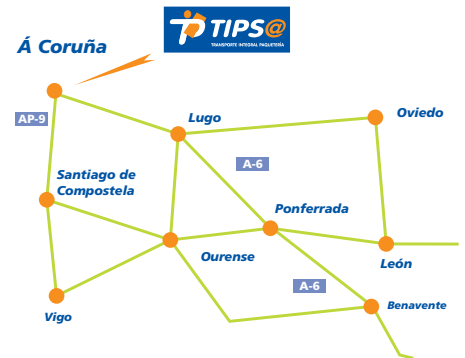 TIPS@
TRANSPORTE INTEGRAL PAQUETERÍA
Á Coruña
AP-9
Lugo
Oviedo
A-6
Santiago de
Compostela
Ponferrada
Ourense
León
A-6
Benavente
Vigo